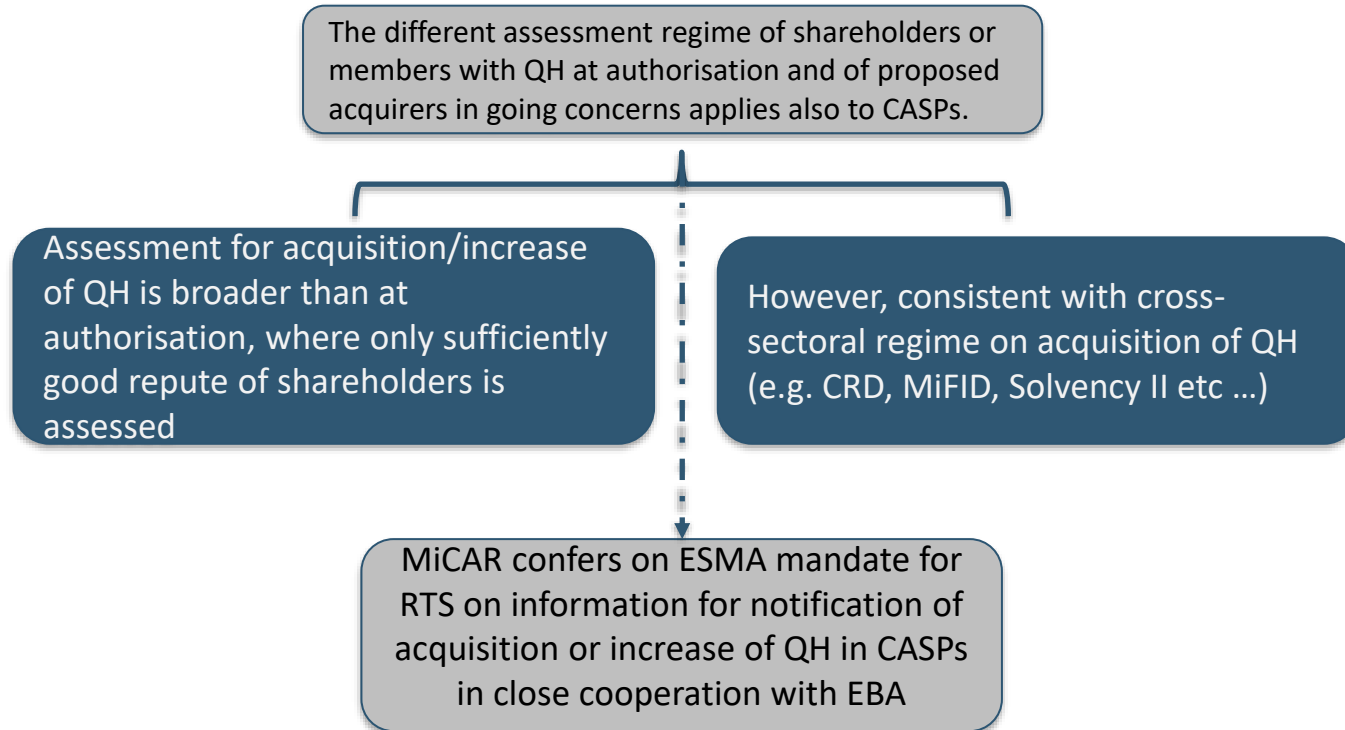 The different assessment regime of shareholders or
members with QH at authorisation and of proposed
acquirers in going concerns applies also to CASPs.
Assessment for acquisition/increase
of QH is broader than at
authorisation, where only sufficiently
good repute of shareholders is
assessed
However, consistent with cross-
sectoral regime on acquisition of QH
(e.g. CRD, MiFID, Solvency II etc ...)
MiCAR confers on ESMA mandate for
RTS on information for notification of
acquisition or increase of QH in CASPs
in close cooperation with EBA